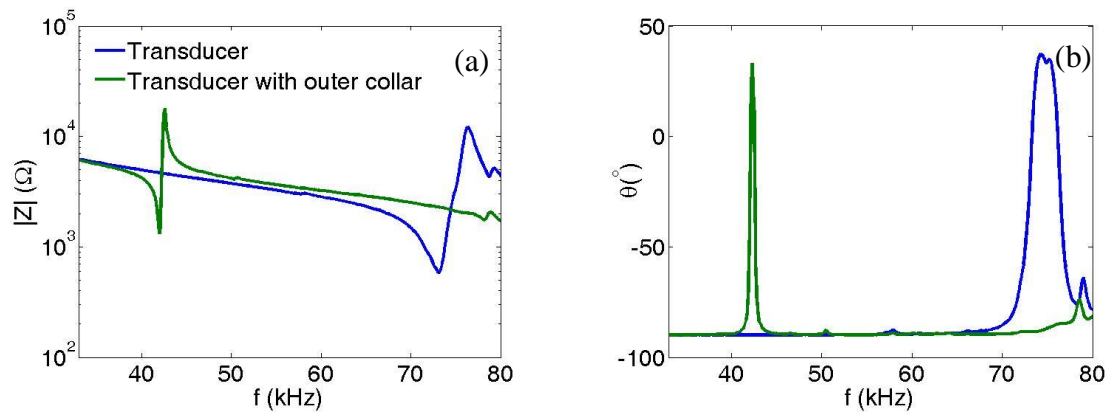 10^5
10^4
10^3
10^2
|Z| (Ω)
Transducer
Transducer with outer collar
(a)
40 50 60 70 80
f (kHz)
50
0
-50
-100
θ(°)
(b)
40 50 60 70 80
f (kHz)